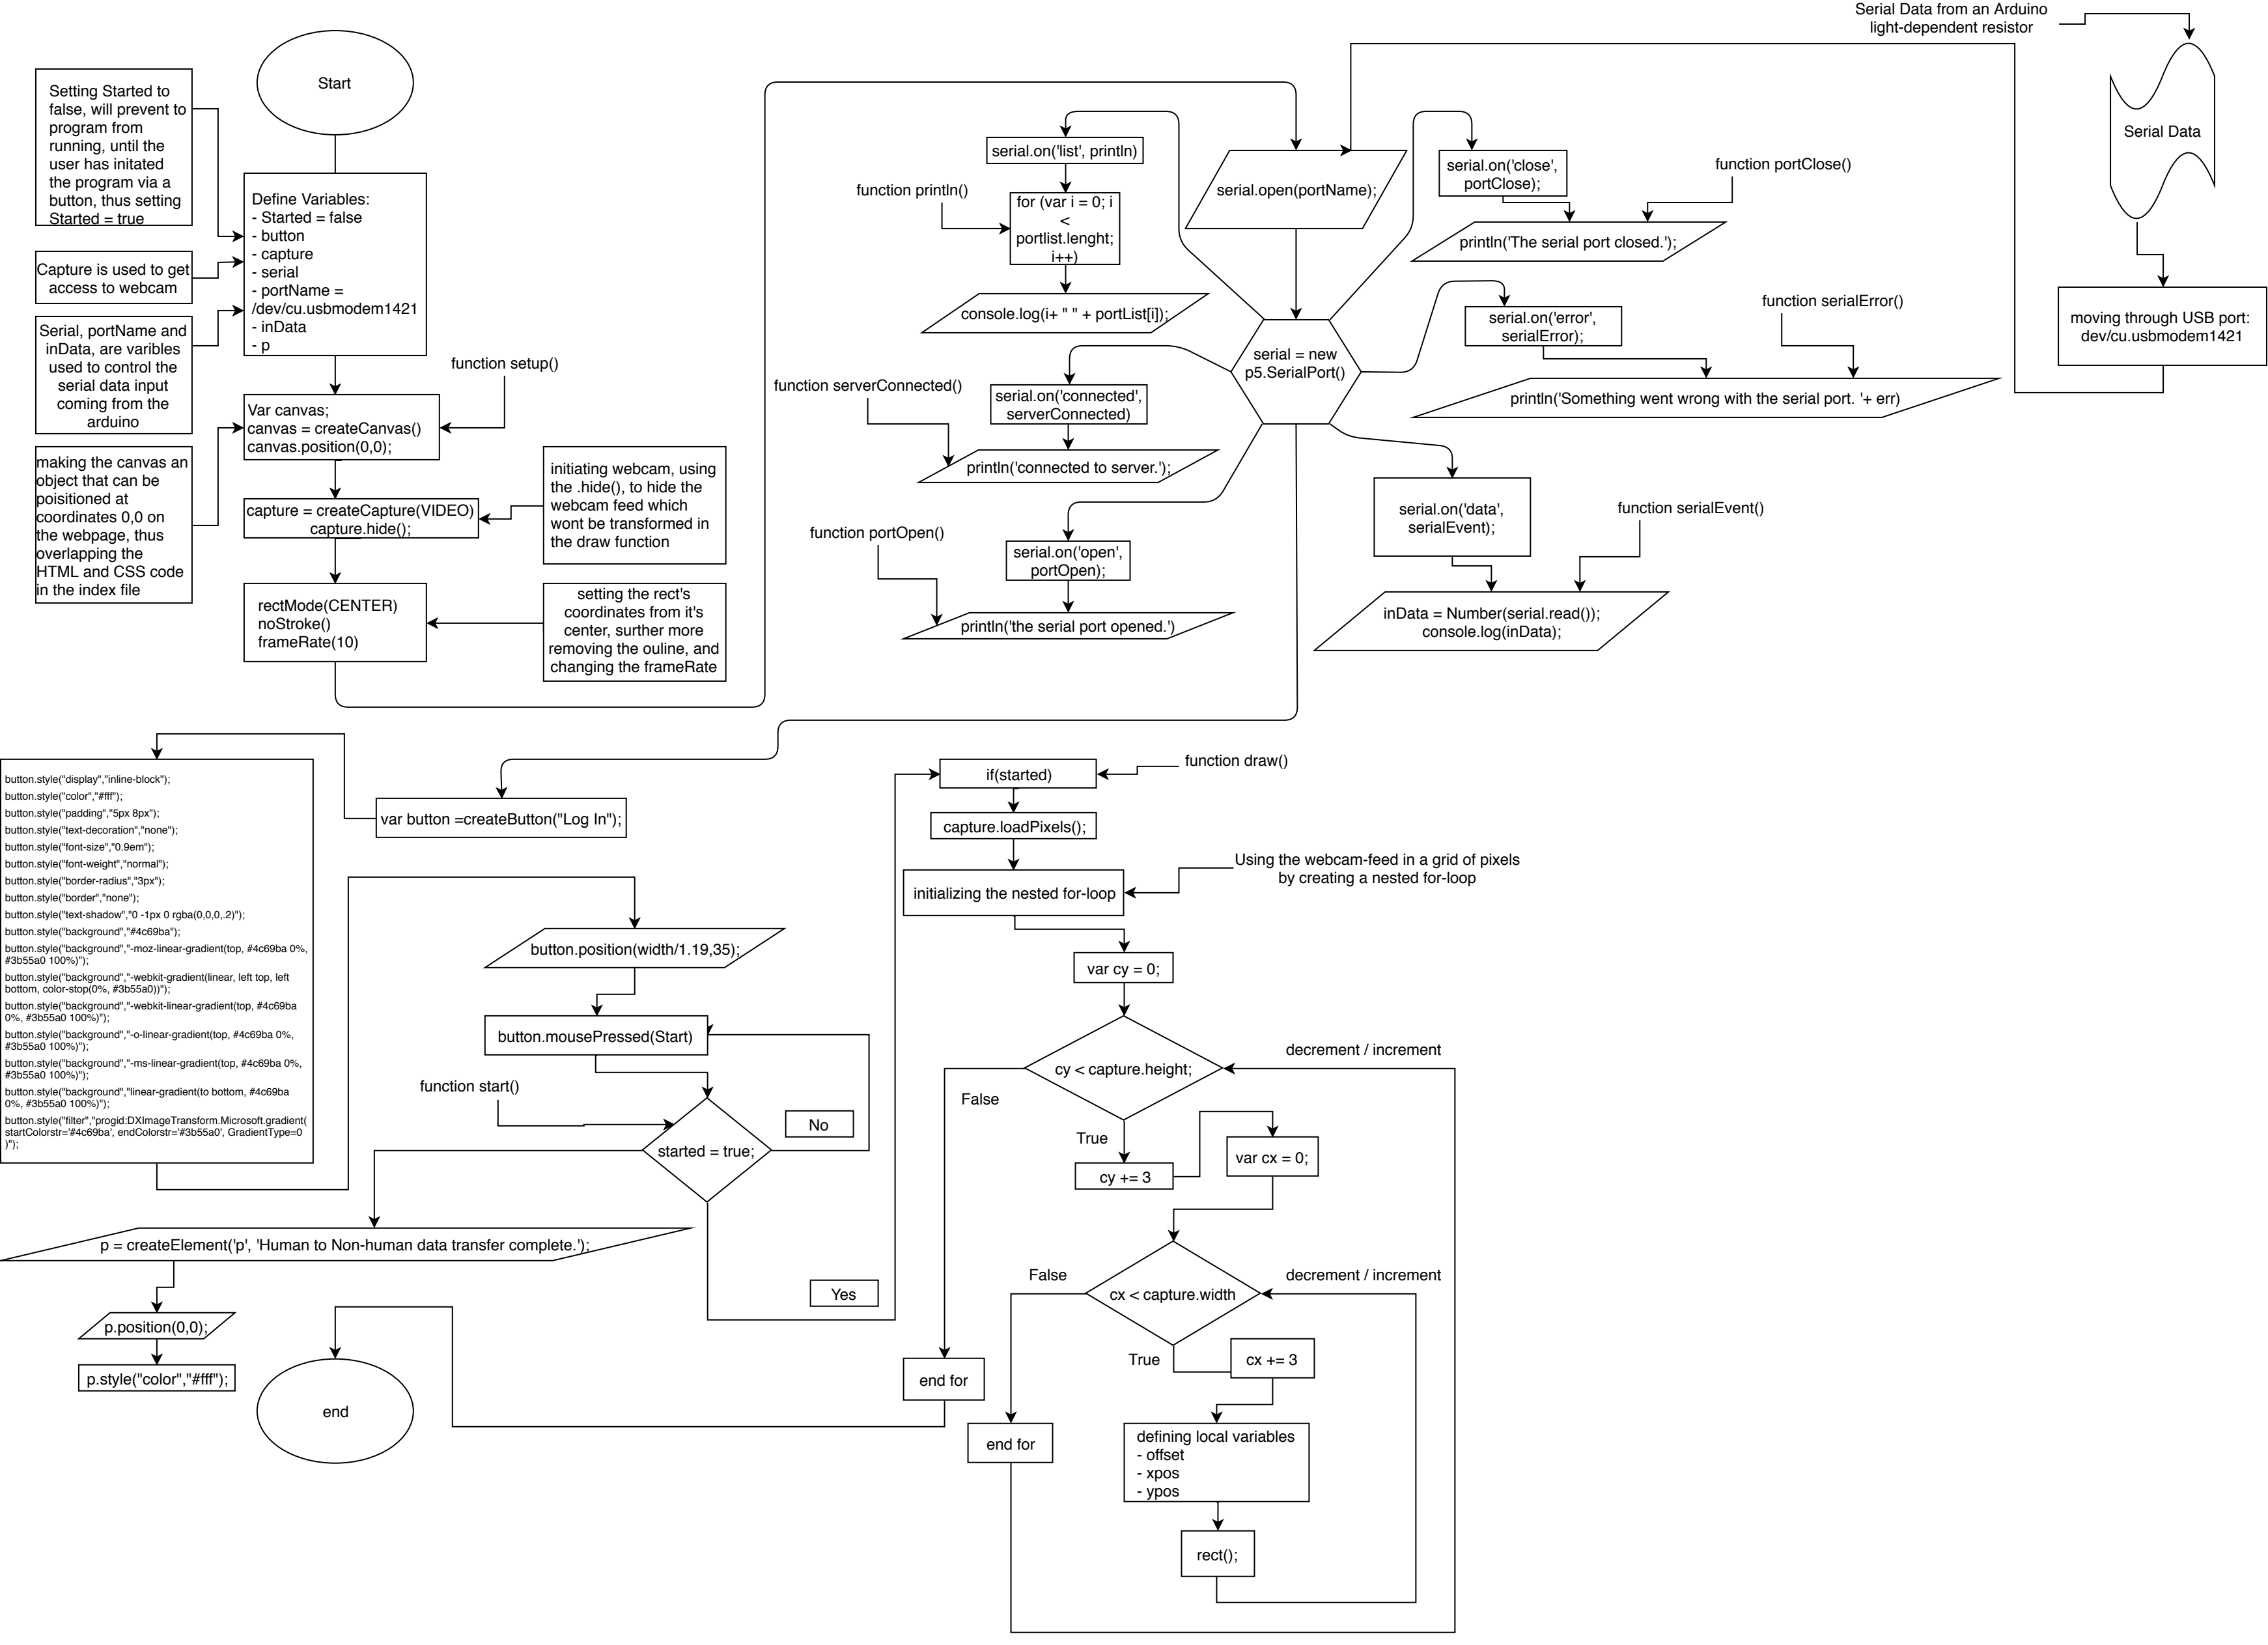 Start
Setting Started to
false, will prevent to
program from
running, until the
user has initated
the program via a
button, thus setting
Started = true
Capture is used to get
access to webcam
Serial, portName and
inData, are varibles
used to control the
serial data input
coming from the
arduino
making the canvas an
object that can be
poisitioned at
coordinates 0,0 on
the webpage, thus
overlapping the
HTML and CSS code
in the index file
Define Variables:
- Started = false
- button
- capture
- serial
- portName =
/dev/cu.usbmodem1421
- inData
- p
function setup()
Var canvas;
canvas = createCanvas()
canvas.position(0,0);
capture = createCapture(VIDEO)
capture.hide();
initiating webcam, using
the .hide(), to hide the
webcam feed which
wont be transformed in
the draw function
rectMode(CENTER)
noStroke()
frameRate(10)
setting the rect's
coordinates from it's
center, surther more
removing the ouline, and
changing the frameRate
Serial Data from an Arduino
light-dependent resistor
Serial Data
moving through USB port:
dev/cu.usbmodem1421
serial.open(portName);
serial = new
p5.SerialPort()
serial.on('list', println)
function println()
for (var i = 0; i
<
portlist.lenght;
i++)
console.log(i+ " " + portList[i]);
function serverConnected()
serial.on('connected',
serverConnected)
println('connected to server.');
function portOpen()
serial.on('open',
portOpen);
println('the serial port opened.')
serial.on('close',
portClose);
function portClose()
println('The serial port closed.');
serial.on('error',
serialError);
function serialError()
println('Something went wrong with the serial port. '+ err)
serial.on('data',
serialEvent);
function serialEvent()
inData = Number(serial.read());
console.log(inData);
var button =createButton("Log In");
button.style("display","inline-block");
button.style("color","#fff");
button.style("padding","5px 8px");
button.style("text-decoration","none");
button.style("font-size","0.9em");
button.style("font-weight","normal");
button.style("border-radius","3px");
button.style("border","none");
button.style("text-shadow","0 -1px 0 rgba(0,0,0,.2)");
button.style("background","#4c69ba");
button.style("background","-moz-linear-gradient(top, #4c69ba 0%,
#3b55a0 100%)");
button.style("background","-webkit-gradient(linear, left top, left
bottom, color-stop(0%, #3b55a0))");
button.style("background","-webkit-linear-gradient(top, #4c69ba
0%, #3b55a0 100%)");
button.style("background","-o-linear-gradient(top, #4c69ba 0%,
#3b55a0 100%)");
button.style("background","-ms-linear-gradient(top, #4c69ba 0%,
#3b55a0 100%)");
button.style("background","linear-gradient(to bottom, #4c69ba
0%, #3b55a0 100%)");
button.style("filter","progid:DXImageTransform.Microsoft.gradient(
startColorstr='#4c69ba', endColorstr='#3b55a0', GradientType=0
)");
button.position(width/1.19,35);
button.mousePressed(Start)
function start()
started = true;
No
Yes
p = createElement('p', 'Human to Non-human data transfer complete.');
p.position(0,0);
p.style("color","#fff");
end
if(started)
function draw()
capture.loadPixels();
initializing the nested for-loop
Using the webcam-feed in a grid of pixels
by creating a nested for-loop
var cy = 0;
cy < capture.height;
decrement / increment
False
True
cy += 3
var cx = 0;
cx < capture.width
decrement / increment
False
True
cx += 3
end for
end for
defining local variables
- offset
- xpos
- ypos
rect();